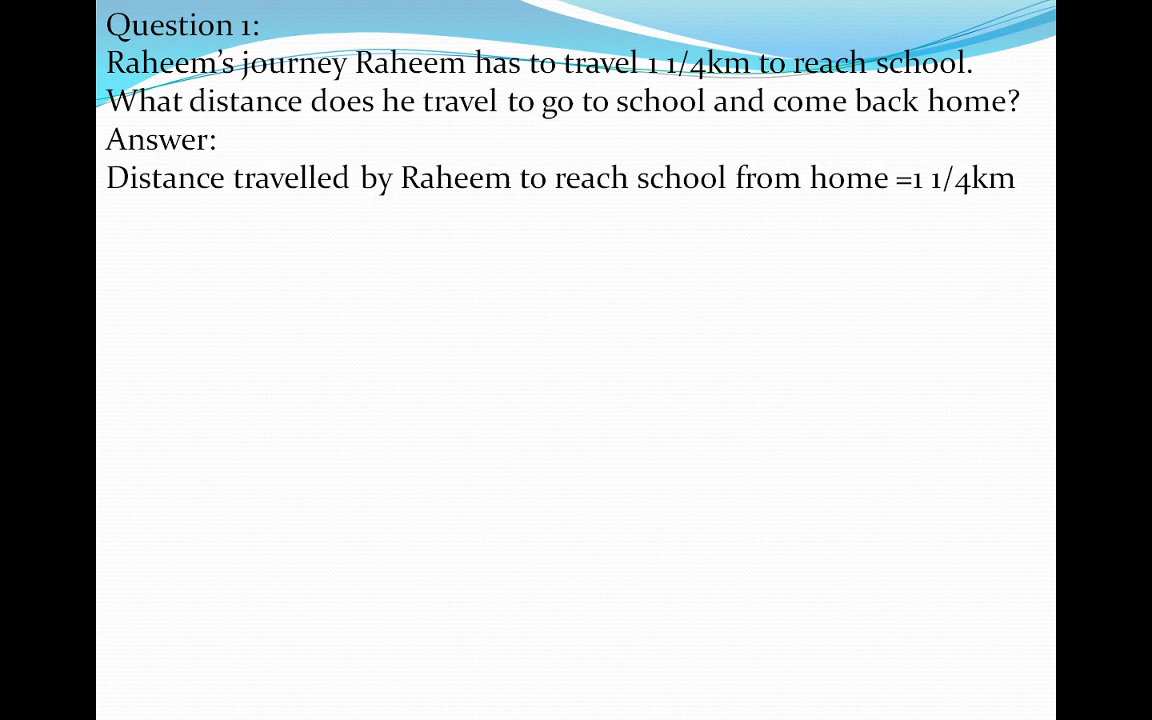 Question 1:
Raheem’s journey Raheem has to travel 1 1/4km to reach school.
What distance does he travel to go to school and come back home?
Answer:
Distance travelled by Raheem to reach school from home =1 1/4km